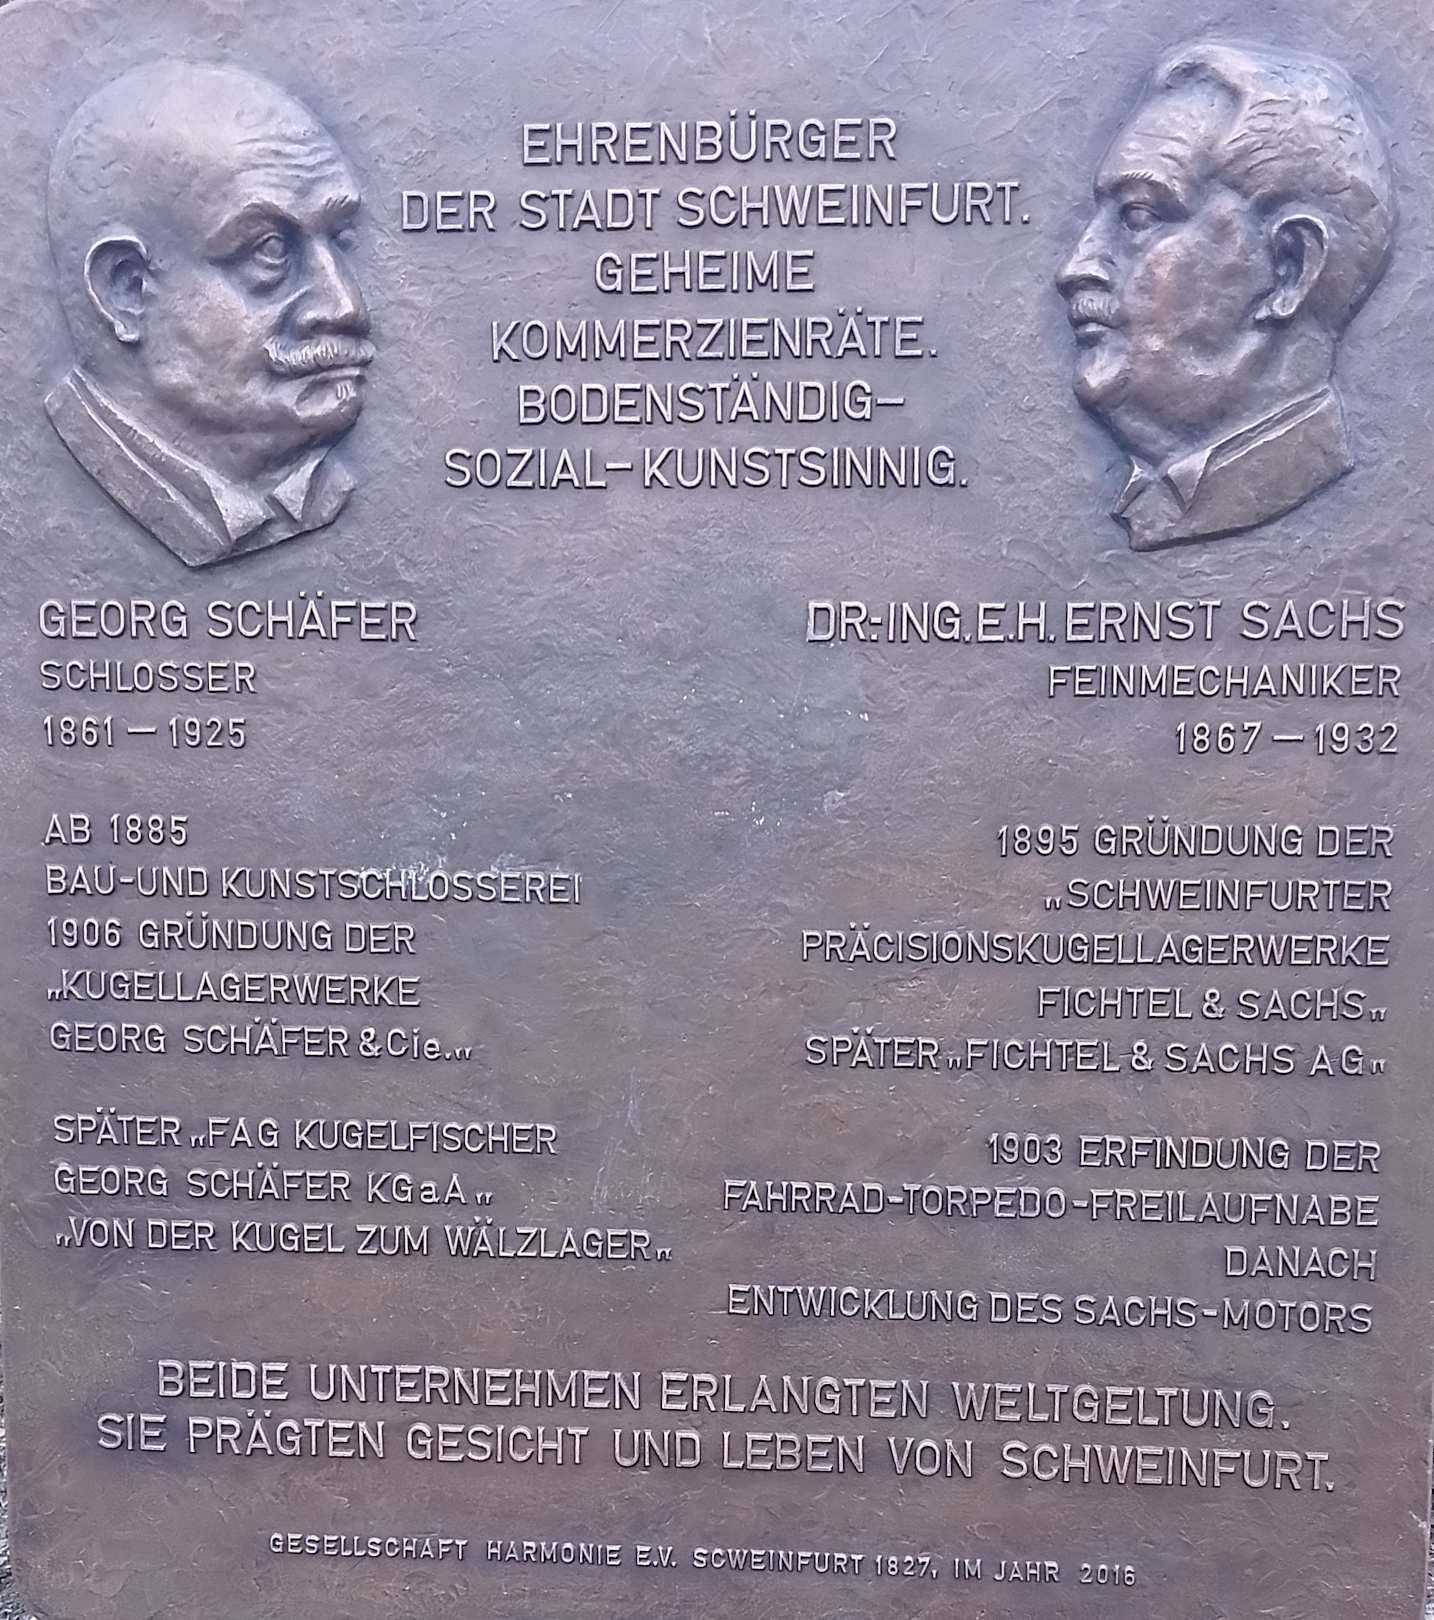 EHRENBÜRGER
DER STADT SCHWEINFURT.
GEHEIME
KOMMERZIENRÄTE.
BODENSTÄNDIG-
SOZIAL-KUNSTSINNIG.
GEORG SCHÄFER
SCHLOSSER
1861 – 1925
AB 1885
BAU-UND KUNSTSCHLOSSEREI
1906 GRÜNDUNG DER
„KUGELLAGERWERKE
GEORG SCHÄFER & Cie.„
SPÄTER „FAG KUGELFISCHER
GEORG SCHÄFER KGaA„
„VON DER KUGEL ZUM WÄLZLAGER„
DR.-ING.E.H. ERNST SACHS
FEINMECHANIKER
1867 – 1932
1895 GRÜNDUNG DER
„SCHWEINFURTER
PRÄCISIONSKUGELLAGERWERKE
FICHTEL & SACHS„
SPÄTER „FICHTEL & SACHS AG„
1903 ERFINDUNG DER
FAHRRAD-TORPEDO-FREILAUFNABE
DANACH
ENTWICKLUNG DES SACHS-MOTORS
BEIDE UNTERNEHMEN ERLANGTEN WELTGELTUNG.
SIE PRÄGTEN GESICHT UND LEBEN VON SCHWEINFURT.
GESELLSCHAFT HARMONIE E.V. SCWEINFURT 1827, IM JAHR 2016